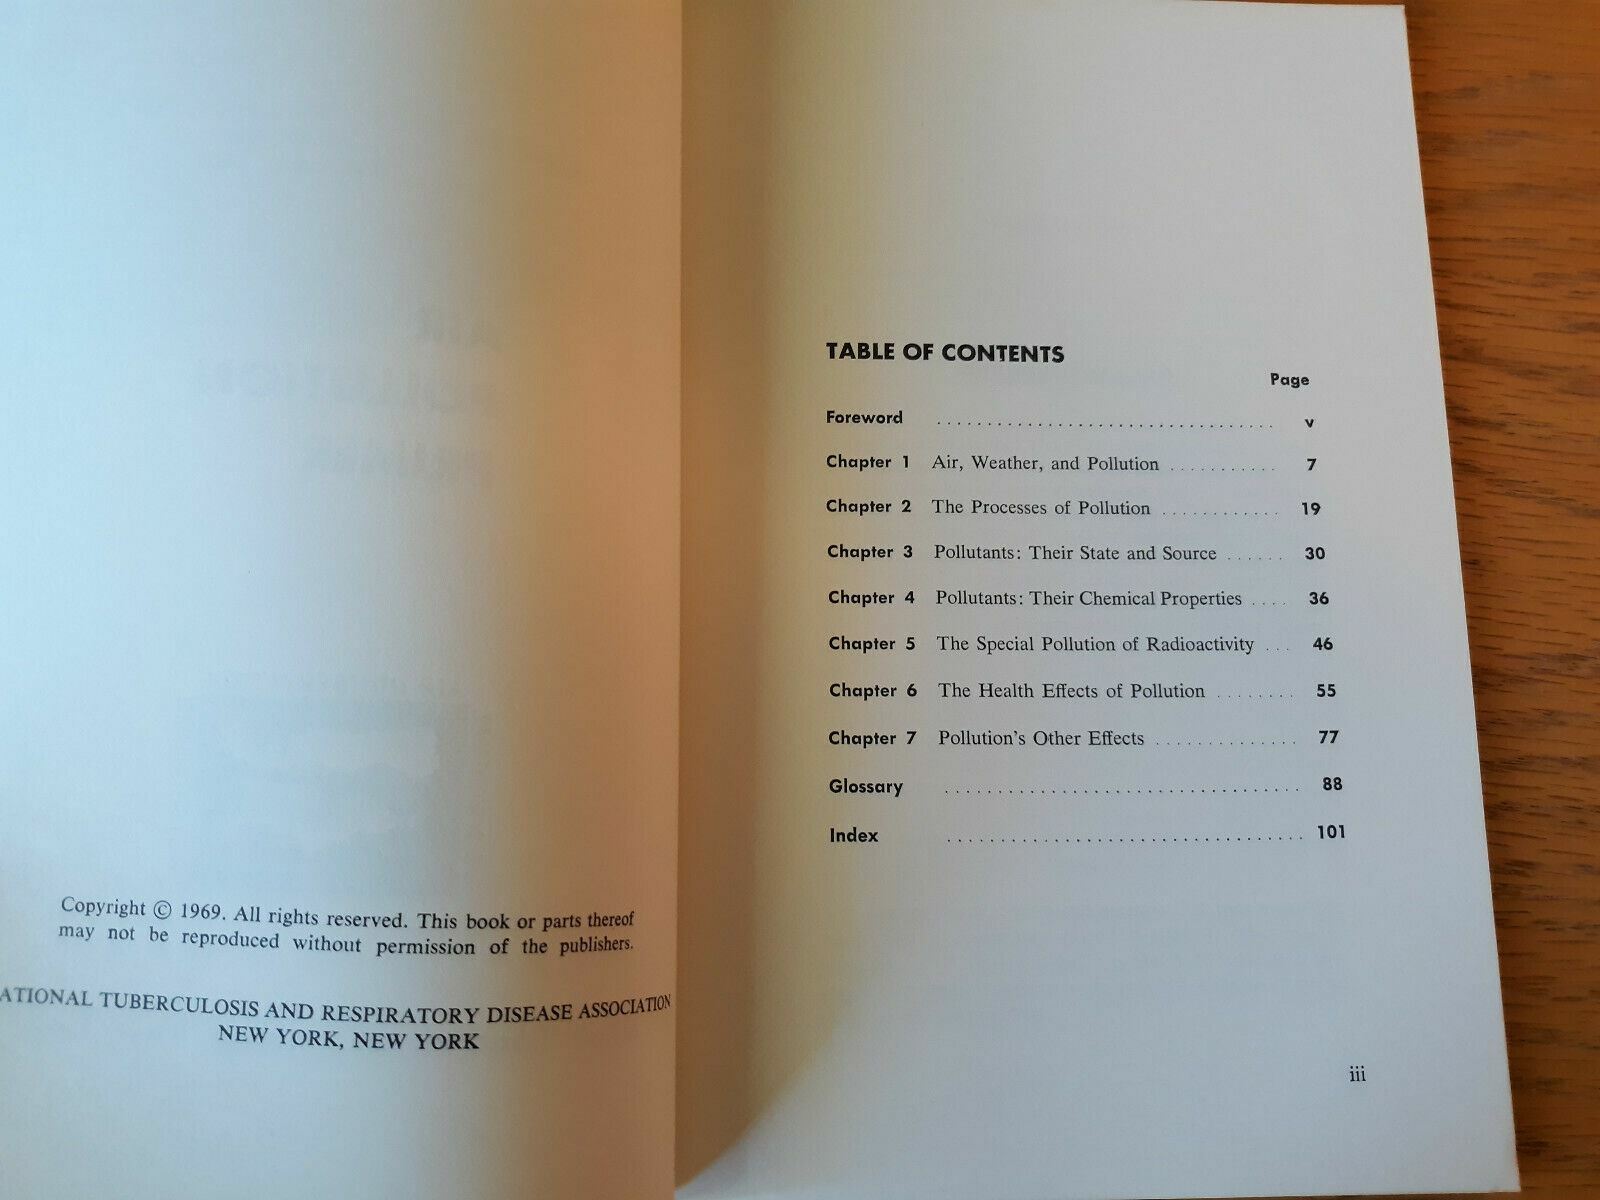 Copyright © 1969. All rights reserved. This book or parts thereof
may not be reproduced without permission of the publishers.
ATIONAL TUBERCULOSIS AND RESPIRATORY DISEASE ASSOCIATION
NEW YORK, NEW YORK
TABLE OF CONTENTS
Page
Foreword .................................. v
Chapter 1 Air, Weather, and Pollution ........... 7
Chapter 2 The Processes of Pollution ............ 19
Chapter 3 Pollutants: Their State and Source ...... 30
Chapter 4 Pollutants: Their Chemical Properties .... 36
Chapter 5 The Special Pollution of Radioactivity ... 46
Chapter 6 The Health Effects of Pollution ........ 55
Chapter 7 Pollution's Other Effects .............. 77
Glossary .................................. 88
Index .................................. 101
iii